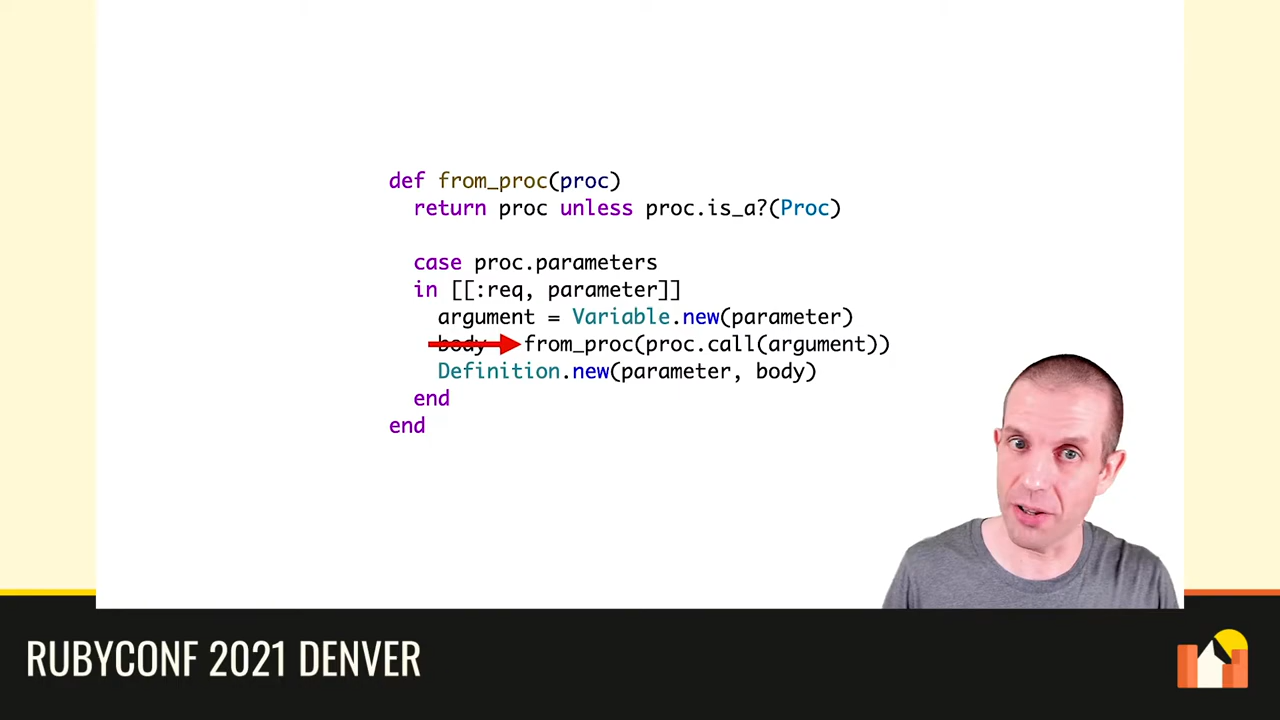 def from_proc(proc)
  return proc unless proc.is_a?(Proc)

  case proc.parameters
  in [[:req, parameter]]
    argument = Variable.new(parameter)
    body from_proc(proc.call(argument))
    Definition.new(parameter, body)
  end
end
RUBYCONF 2021 DENVER